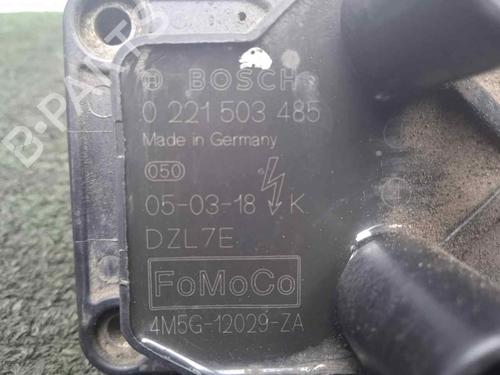 BOSCH
0 221 503 485
Made in Germany
050
05-03-18 K
DZL7E
FoMoCo
4M5G-12029-ZA
B-PARTS